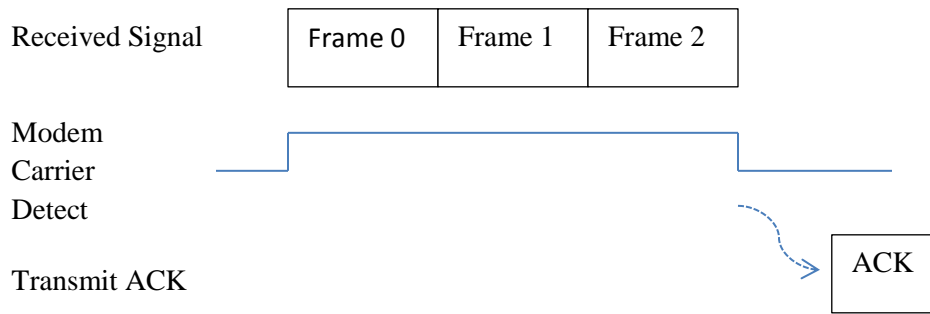 Received Signal
Frame 0
Frame 1
Frame 2
Modem
Carrier
Detect
Transmit ACK
ACK